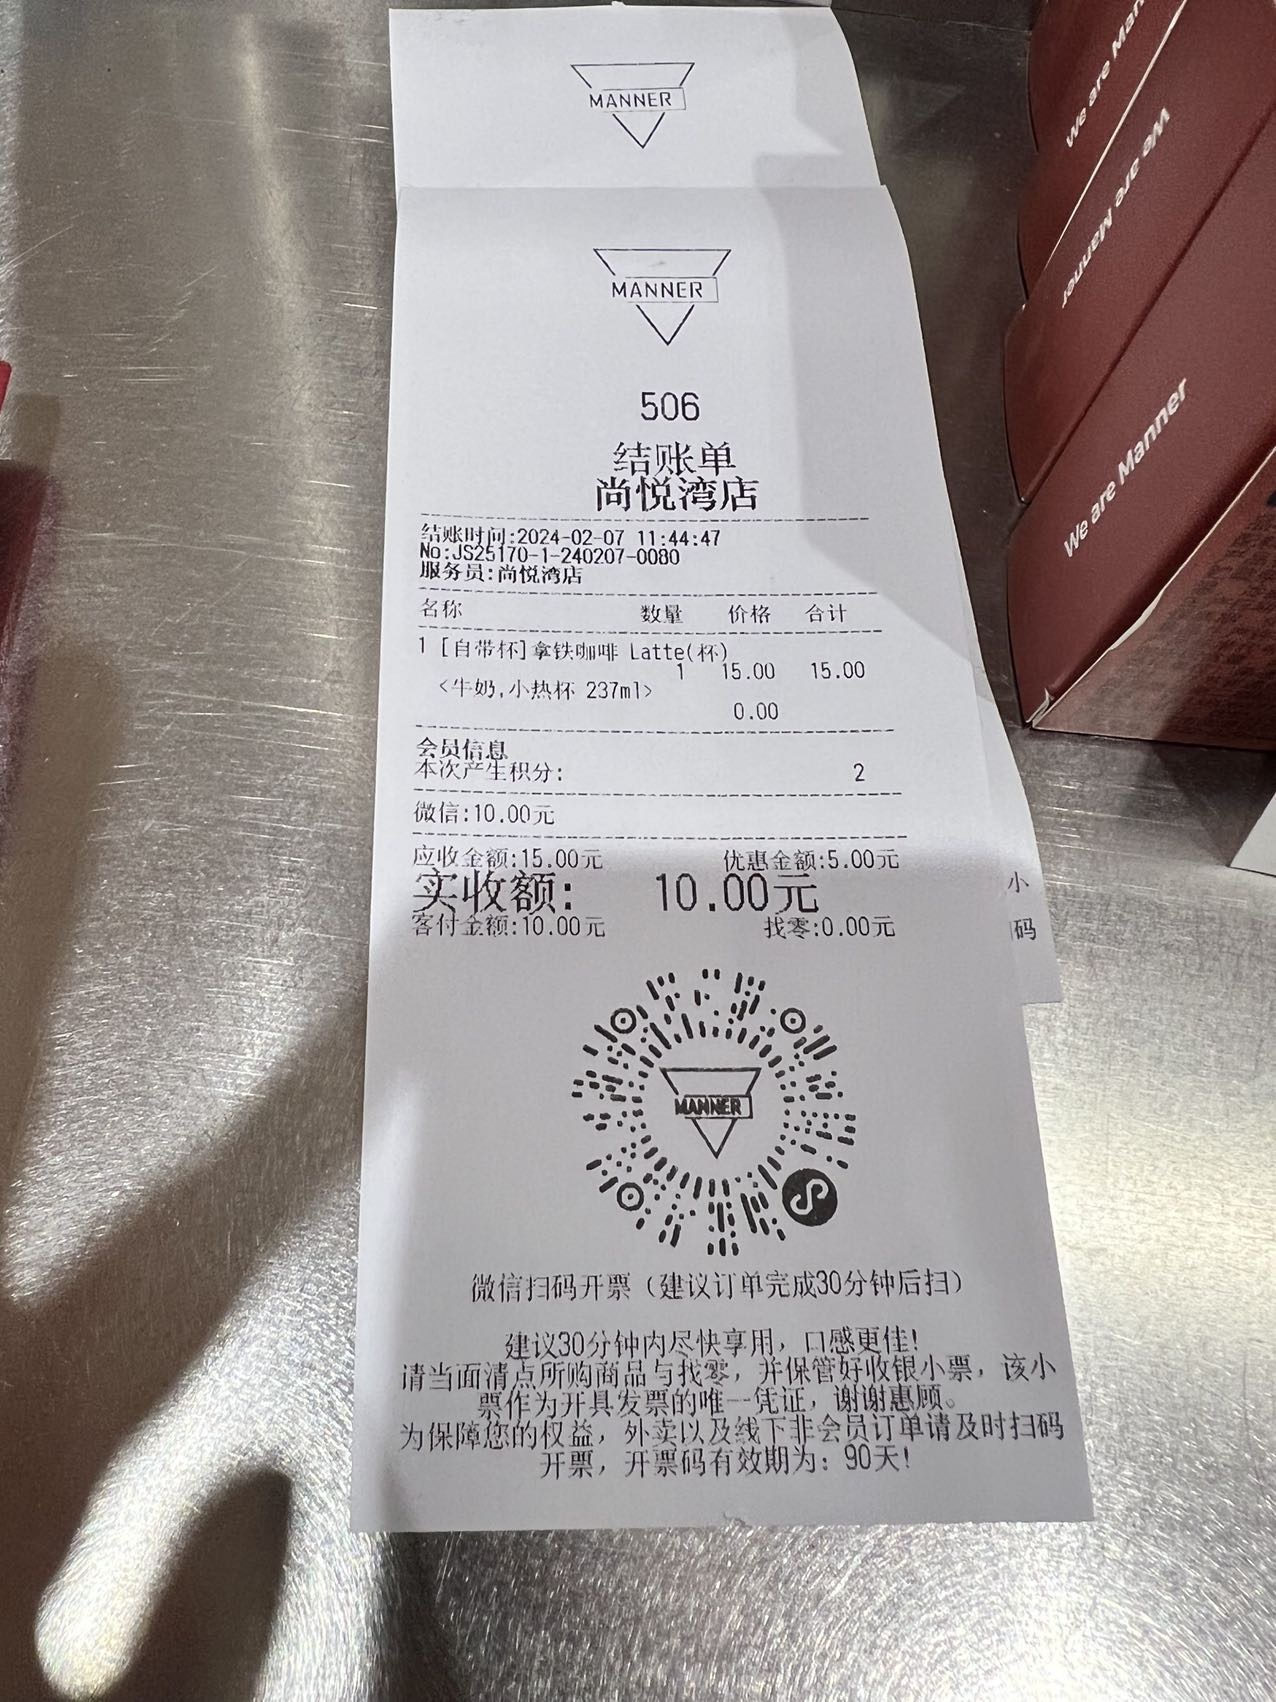 MANNER
MANNER
506
结账单
尚悦湾店
结账时间:2024-02-07 11:44:47
No:JS25170-1-240207-0080
服务员:尚悦湾店
名称 数量 价格 合计
1 [自带杯]拿铁咖啡 Latte(杯)
1 15.00 15.00
<牛奶,小热杯 237ml>
0.00
会员信息
本次产生积分: 2
微信:10.00元
应收金额:15.00元 优惠金额:5.00元
实收额: 10.00元
客付金额:10.00元 找零:0.00元
小
码
MANNER
微信扫码开票（建议订单完成30分钟后扫）
建议30分钟内尽快享用，口感更佳!
请当面清点所购商品与找零，并保管好收银小票，该小
票作为开具发票的唯一凭证，谢谢惠顾。
为保障您的权益，外卖以及线下非会员订单请及时扫码
开票，开票码有效期为：90天!
We are Man
We are Manner
We are Manner